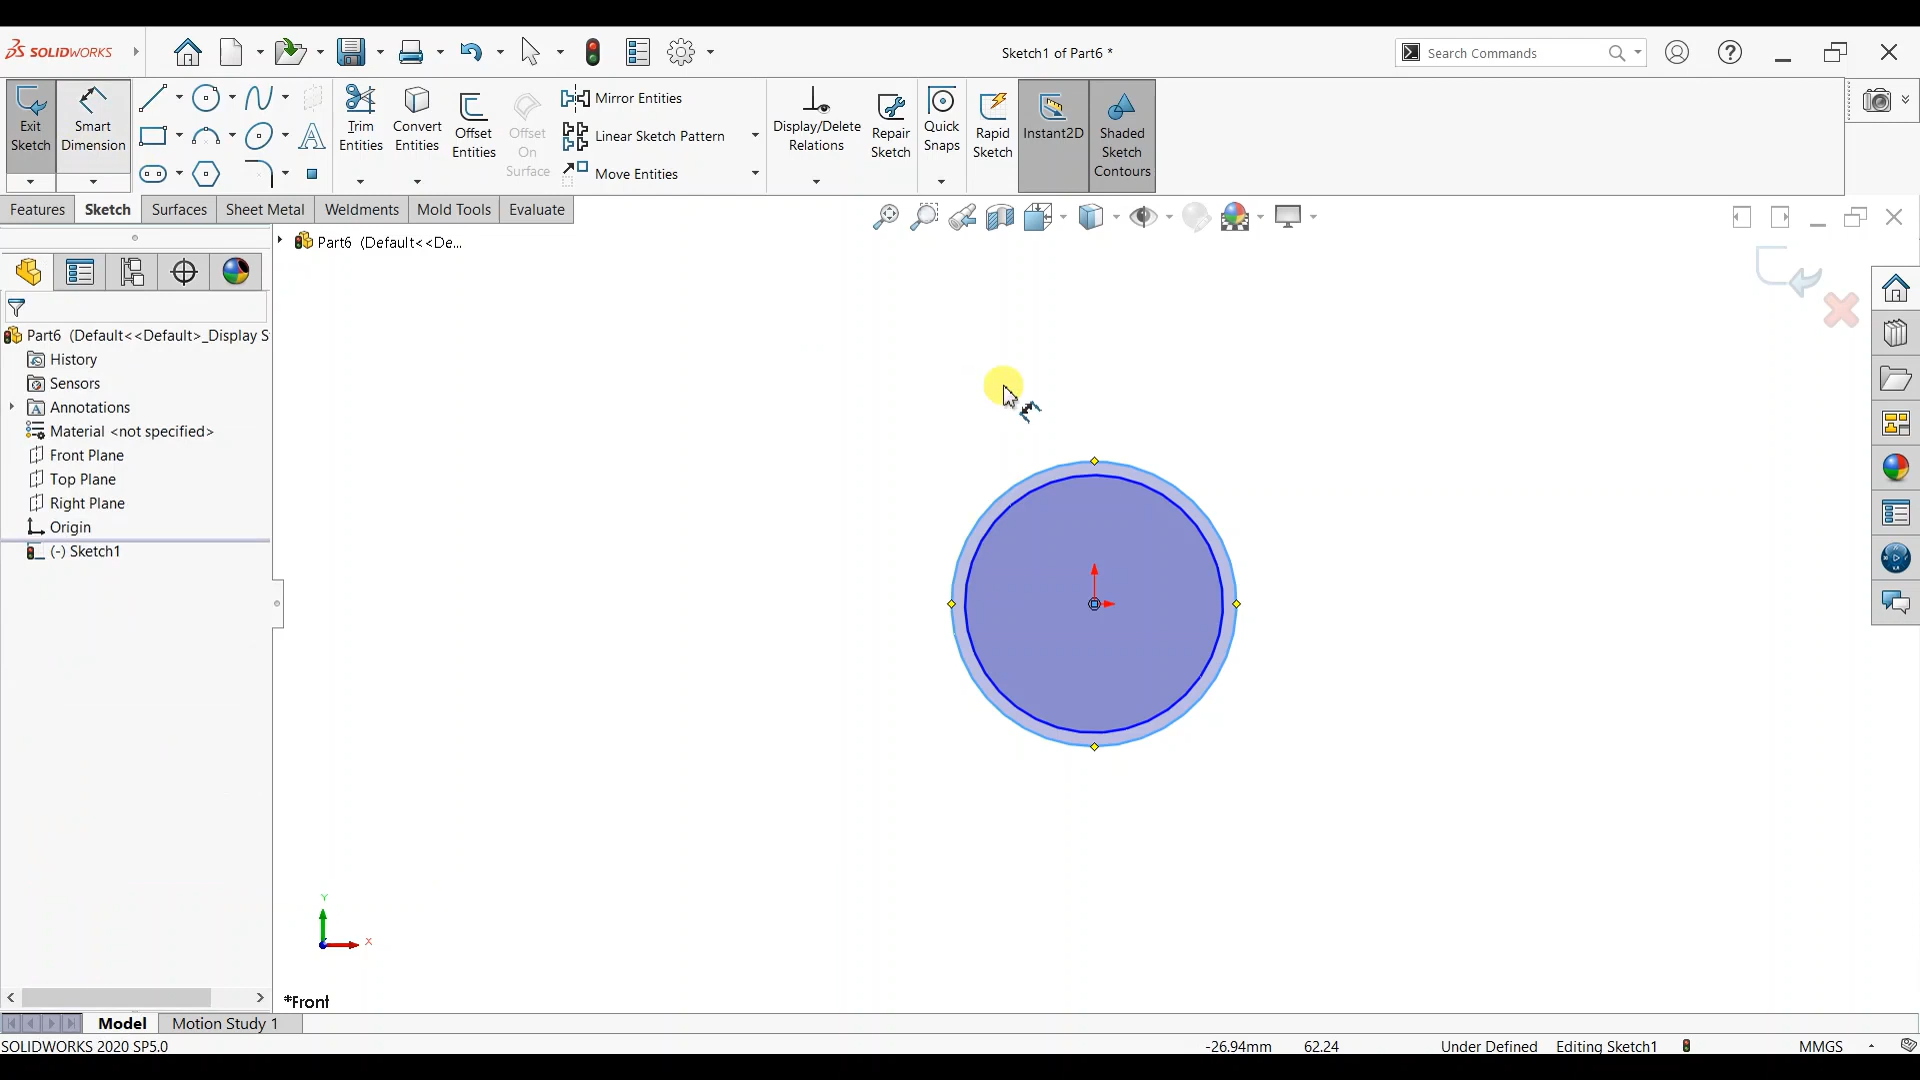 SOLIDWORKS
Sketch1 of Part6 *
Search Commands
Exit Sketch
Smart Dimension
Trim Entities
Convert Entities
Offset Entities
Offset On Surface
Mirror Entities
Linear Sketch Pattern
Move Entities
Display/Delete Relations
Repair Sketch
Quick Snaps
Rapid Sketch
Instant2D
Shaded Sketch Contours
Features
Sketch
Surfaces
Sheet Metal
Weldments
Mold Tools
Evaluate
Part6 (Default<<De...
Part6 (Default<<Default>_Display S
History
Sensors
Annotations
Material <not specified>
Front Plane
Top Plane
Right Plane
Origin
(-) Sketch1
Y
X
*Front
Model
Motion Study 1
SOLIDWORKS 2020 SP5.0
-26.94mm
62.24
Under Defined
Editing Sketch1
MMGS